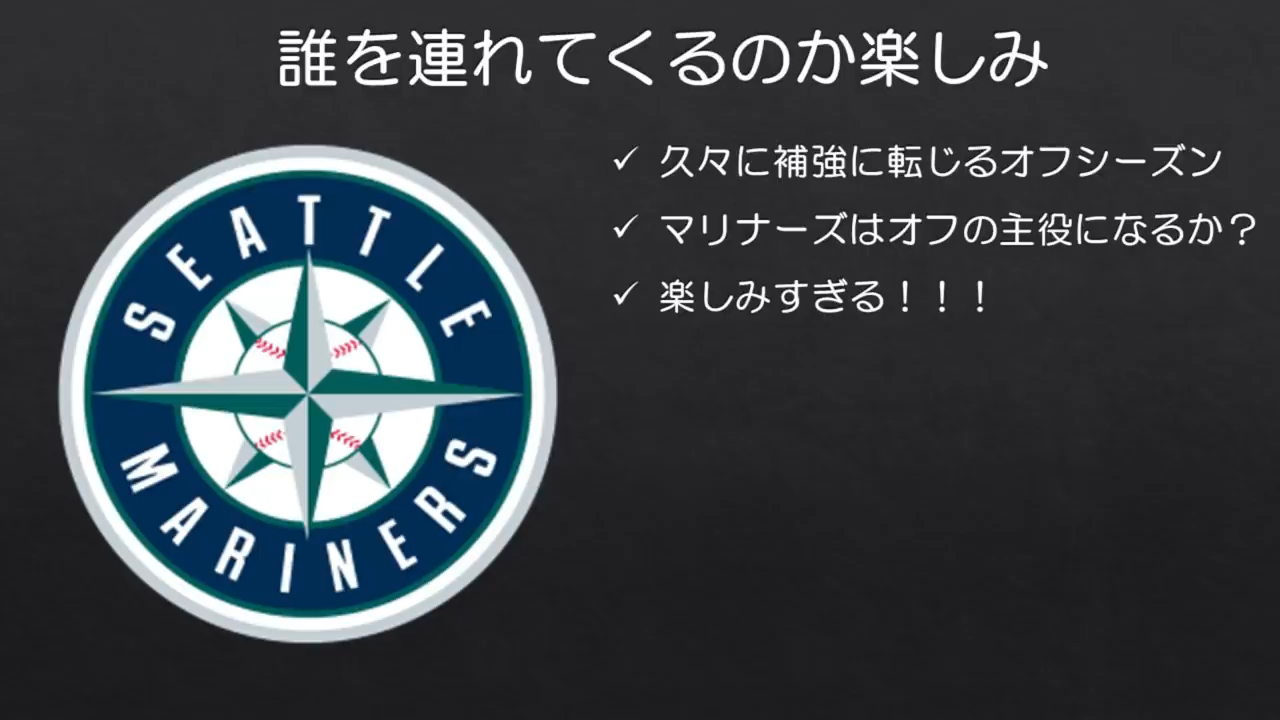 誰を連れてくるのか楽しみ
✓ 久々に補強に転じるオフシーズン
✓ マリナーズはオフの主役になるか？
✓ 楽しみすぎる！！！
SEATTLE
MARINERS